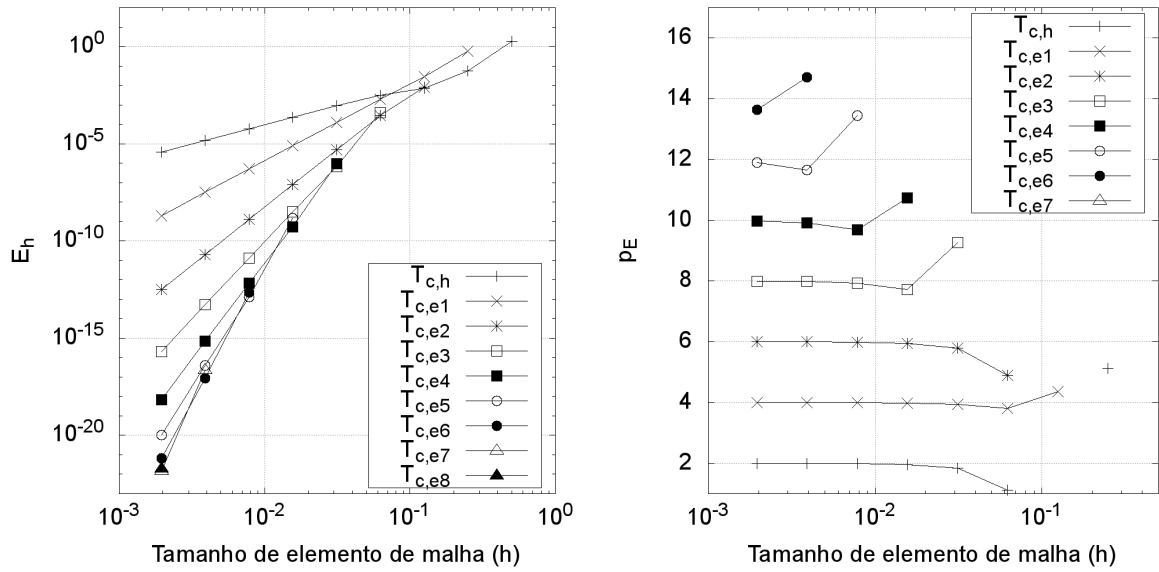 10^0
10^-5
10^-10
10^-15
10^-20
E_h
T_c,h
T_c,e1
T_c,e2
T_c,e3
T_c,e4
T_c,e5
T_c,e6
T_c,e7
T_c,e8
10^-3 10^-2 10^-1 10^0
Tamanho de elemento de malha (h)
16
14
12
10
8
6
4
2
p_E
T_c,h
T_c,e1
T_c,e2
T_c,e3
T_c,e4
T_c,e5
T_c,e6
T_c,e7
10^-3 10^-2 10^-1
Tamanho de elemento de malha (h)